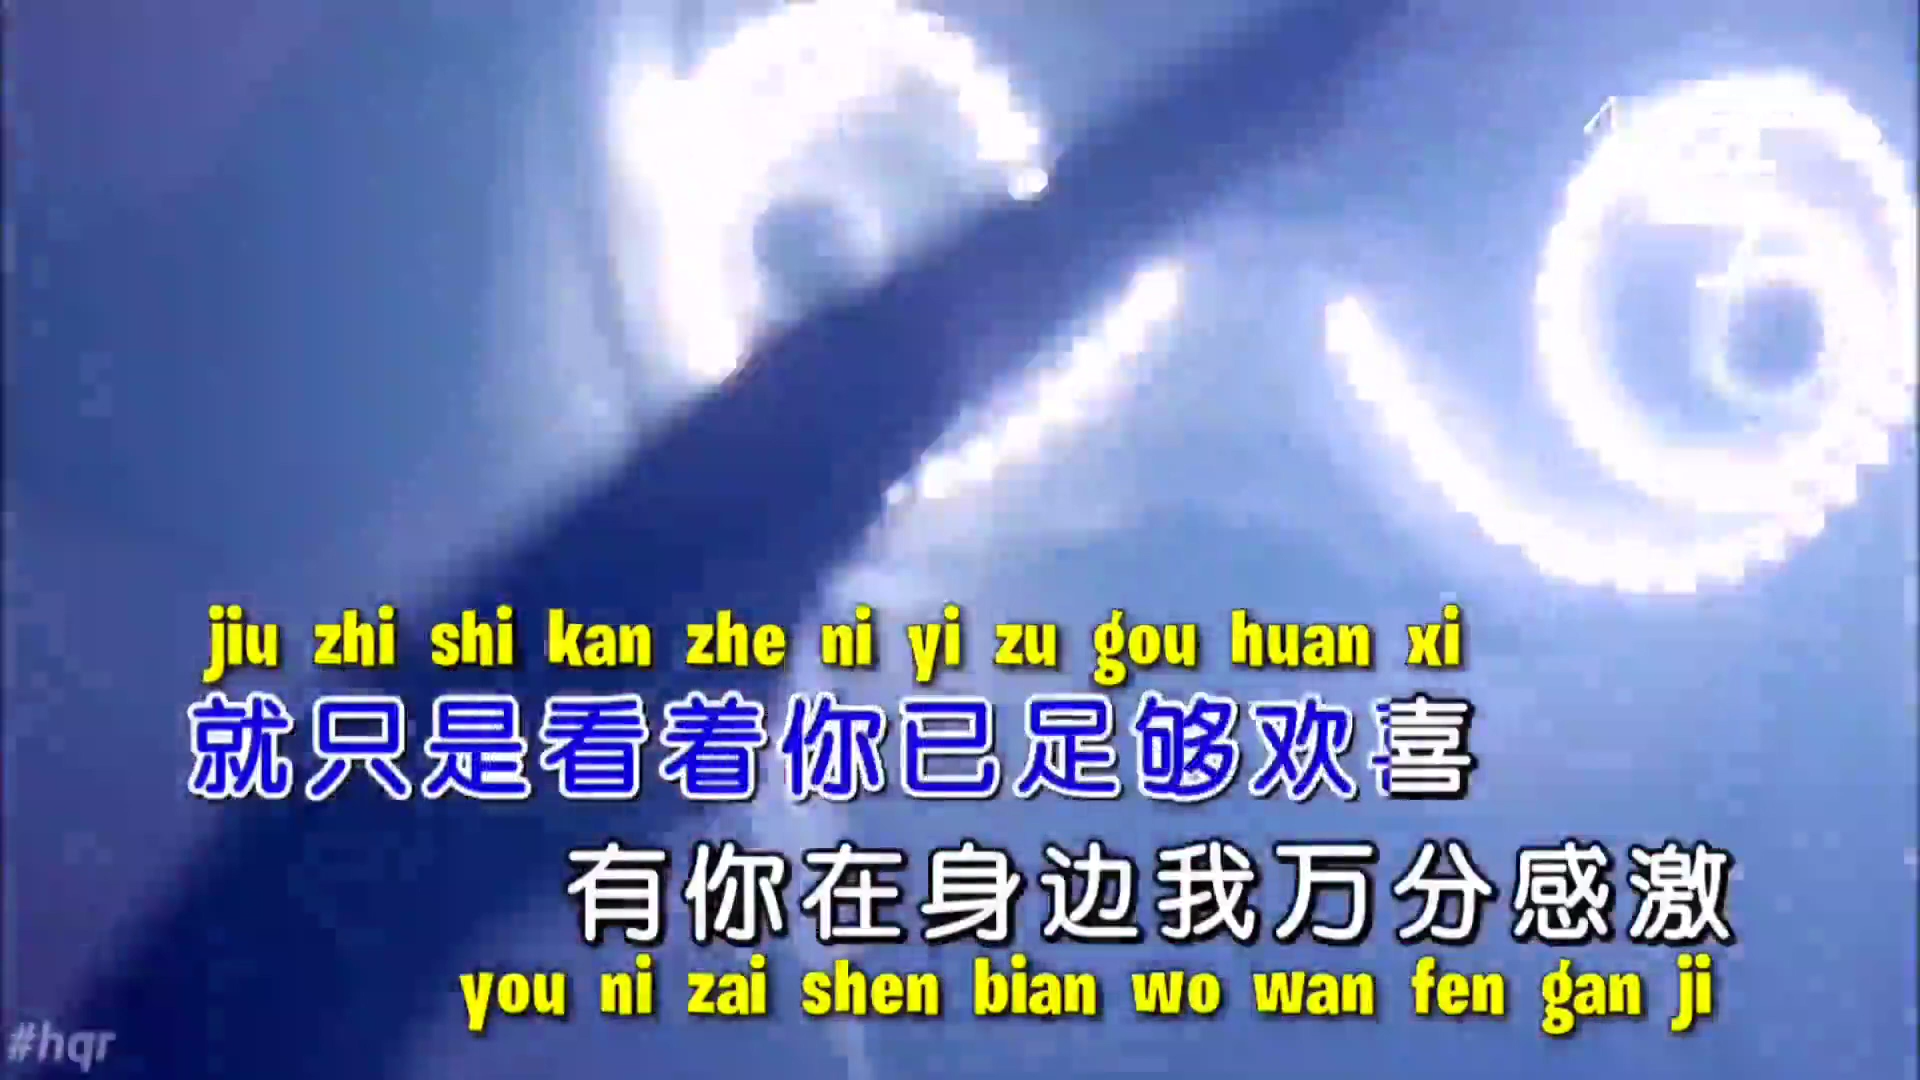 jiu zhi shi kan zhe ni yi zu gou huan xi
就只是看着你已足够欢喜
有你在身边我万分感激
you ni zai shen bian wo wan fen gan ji
#hqr